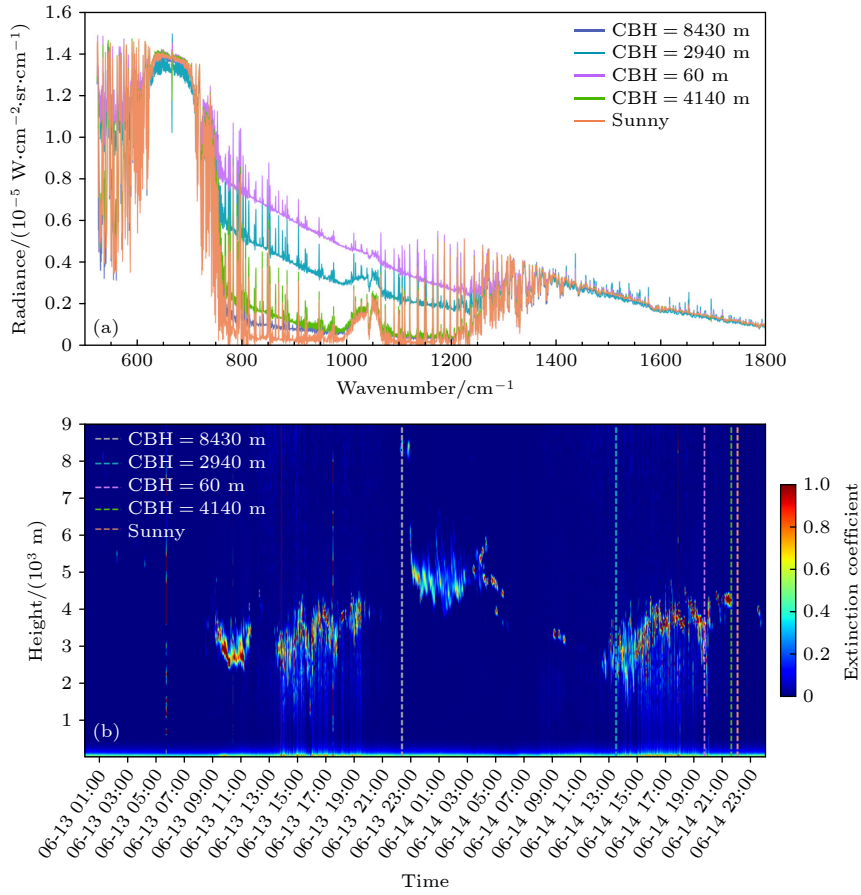 1.6
1.4
1.2
1.0
0.8
0.6
0.4
0.2
0
Radiance/(10⁻⁵ W·cm⁻²·sr·cm⁻¹)
CBH = 8430 m
CBH = 2940 m
CBH = 60 m
CBH = 4140 m
Sunny
(a)
600 800 1000 1200 1400 1600 1800
Wavenumber/cm⁻¹
9
8
7
6
5
4
3
2
1
Height/(10³ m)
CBH = 8430 m
CBH = 2940 m
CBH = 60 m
CBH = 4140 m
Sunny
(b)
1.0
0.8
0.6
0.4
0.2
0
Extinction coefficient
06-13 01:00
06-13 03:00
06-13 05:00
06-13 07:00
06-13 09:00
06-13 11:00
06-13 13:00
06-13 15:00
06-13 17:00
06-13 19:00
06-13 21:00
06-13 23:00
06-14 01:00
06-14 03:00
06-14 05:00
06-14 07:00
06-14 09:00
06-14 11:00
06-14 13:00
06-14 15:00
06-14 17:00
06-14 19:00
06-14 21:00
06-14 23:00
Time